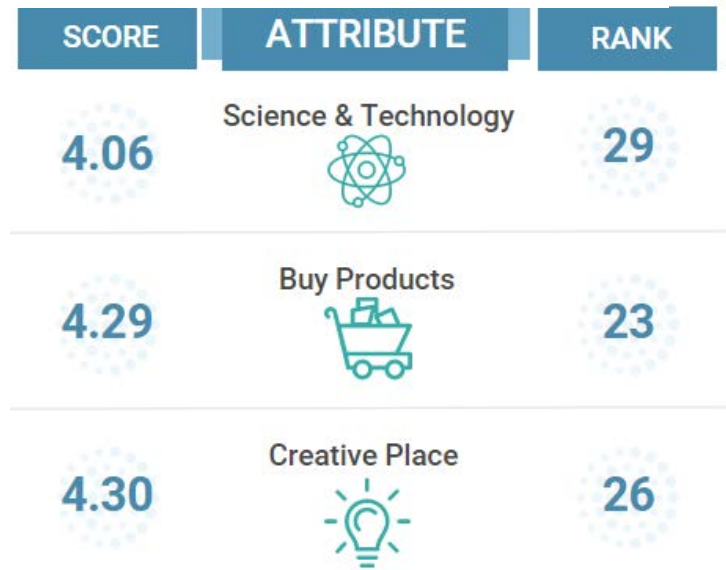 SCORE ATTRIBUTE RANK
Science & Technology
4.06 29
Buy Products
4.29 23
Creative Place
4.30 26